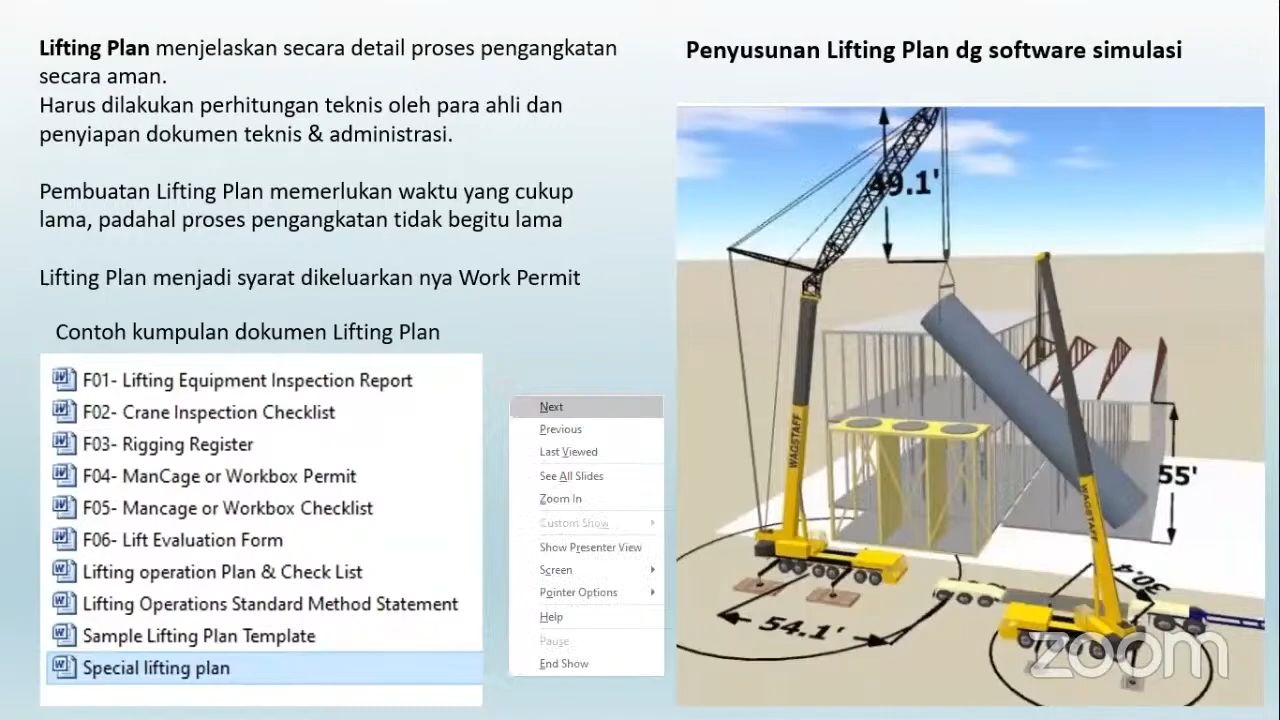 Lifting Plan menjelaskan secara detail proses pengangkatan
secara aman.
Harus dilakukan perhitungan teknis oleh para ahli dan
penyiapan dokumen teknis & administrasi.
Pembuatan Lifting Plan memerlukan waktu yang cukup
lama, padahal proses pengangkatan tidak begitu lama
Lifting Plan menjadi syarat dikeluarkan nya Work Permit
Contoh kumpulan dokumen Lifting Plan
F01- Lifting Equipment Inspection Report
F02- Crane Inspection Checklist
F03- Rigging Register
F04- ManCage or Workbox Permit
F05- Mancage or Workbox Checklist
F06- Lift Evaluation Form
Lifting operation Plan & Check List
Lifting Operations Standard Method Statement
Sample Lifting Plan Template
Special lifting plan
Next
Previous
Last Viewed
See All Slides
Zoom In
Custom Show
Show Presenter View
Screen
Pointer Options
Help
Pause
End Show
Penyusunan Lifting Plan dg software simulasi
49.1'
WAGSTAFF
55'
WAGSTAFF
30.4'
54.1'
zoom